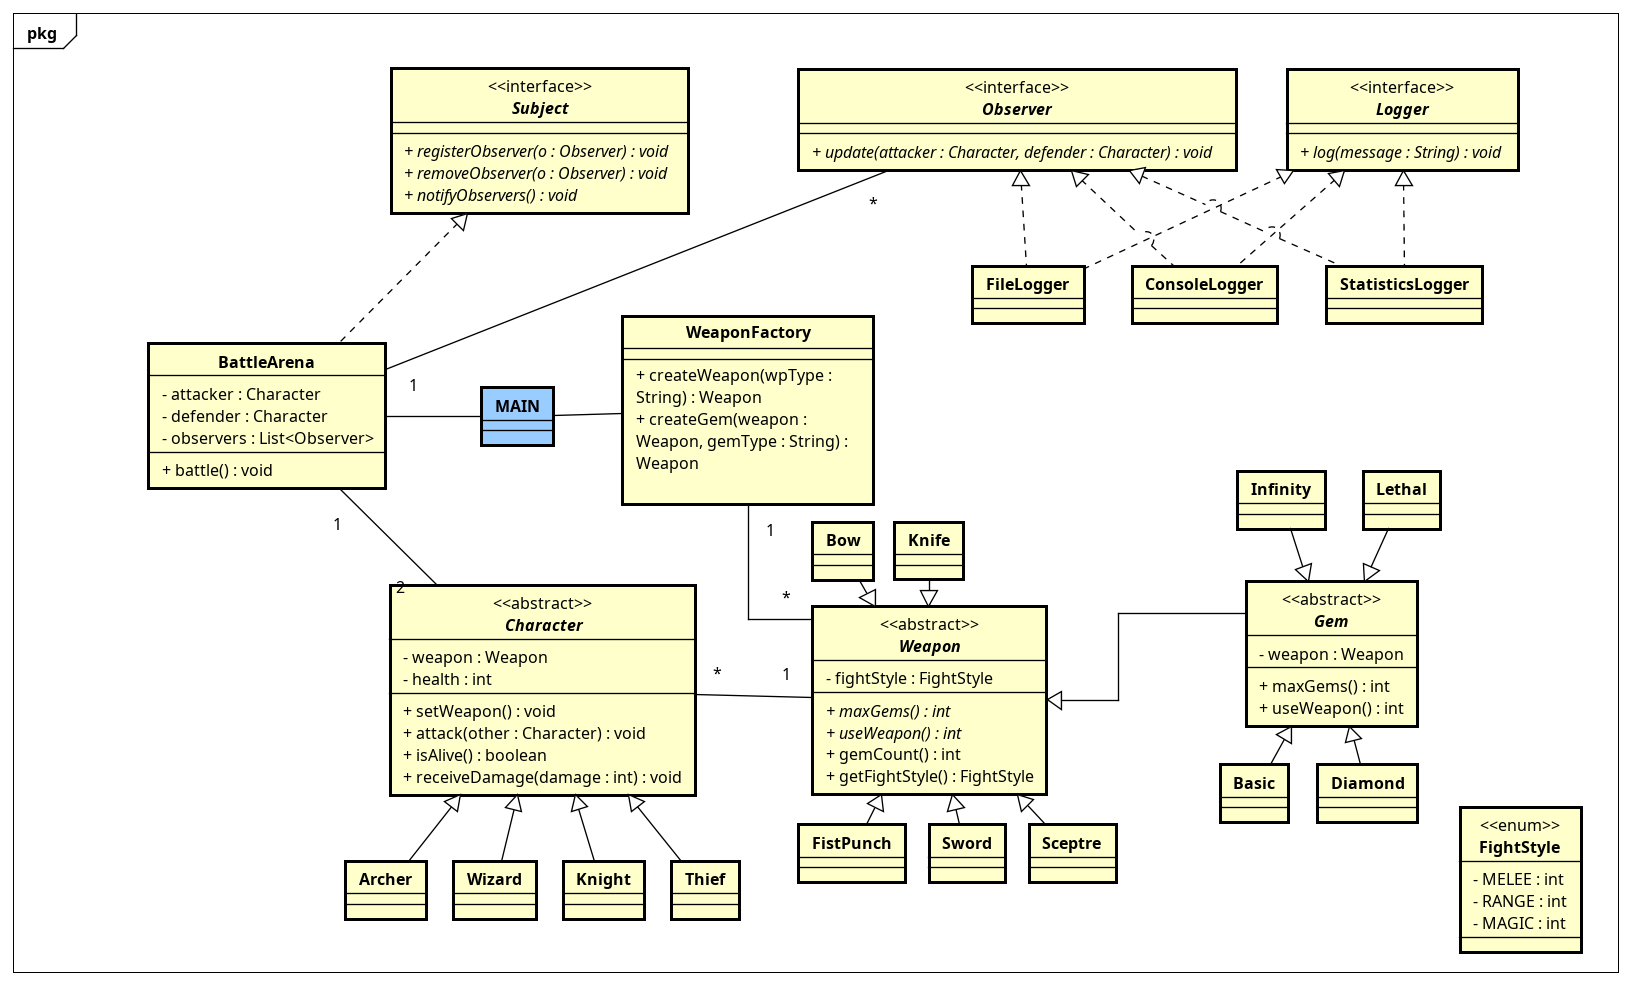 pkg
<<interface>>
Subject
+ registerObserver(o : Observer) : void
+ removeObserver(o : Observer) : void
+ notifyObservers() : void
<<interface>>
Observer
+ update(attacker : Character, defender : Character) : void
<<interface>>
Logger
+ log(message : String) : void
*
FileLogger
ConsoleLogger
StatisticsLogger
BattleArena
- attacker : Character
- defender : Character
- observers : List<Observer>
+ battle() : void
1
MAIN
WeaponFactory
+ createWeapon(wpType :
String) : Weapon
+ createGem(weapon :
Weapon, gemType : String) :
Weapon
1
2
1
*
Bow
Knife
Infinity
Lethal
<<abstract>>
Character
- weapon : Weapon
- health : int
+ setWeapon() : void
+ attack(other : Character) : void
+ isAlive() : boolean
+ receiveDamage(damage : int) : void
*
1
<<abstract>>
Weapon
- fightStyle : FightStyle
+ maxGems() : int
+ useWeapon() : int
+ gemCount() : int
+ getFightStyle() : FightStyle
<<abstract>>
Gem
- weapon : Weapon
+ maxGems() : int
+ useWeapon() : int
Basic
Diamond
Archer
Wizard
Knight
Thief
FistPunch
Sword
Sceptre
<<enum>>
FightStyle
- MELEE : int
- RANGE : int
- MAGIC : int